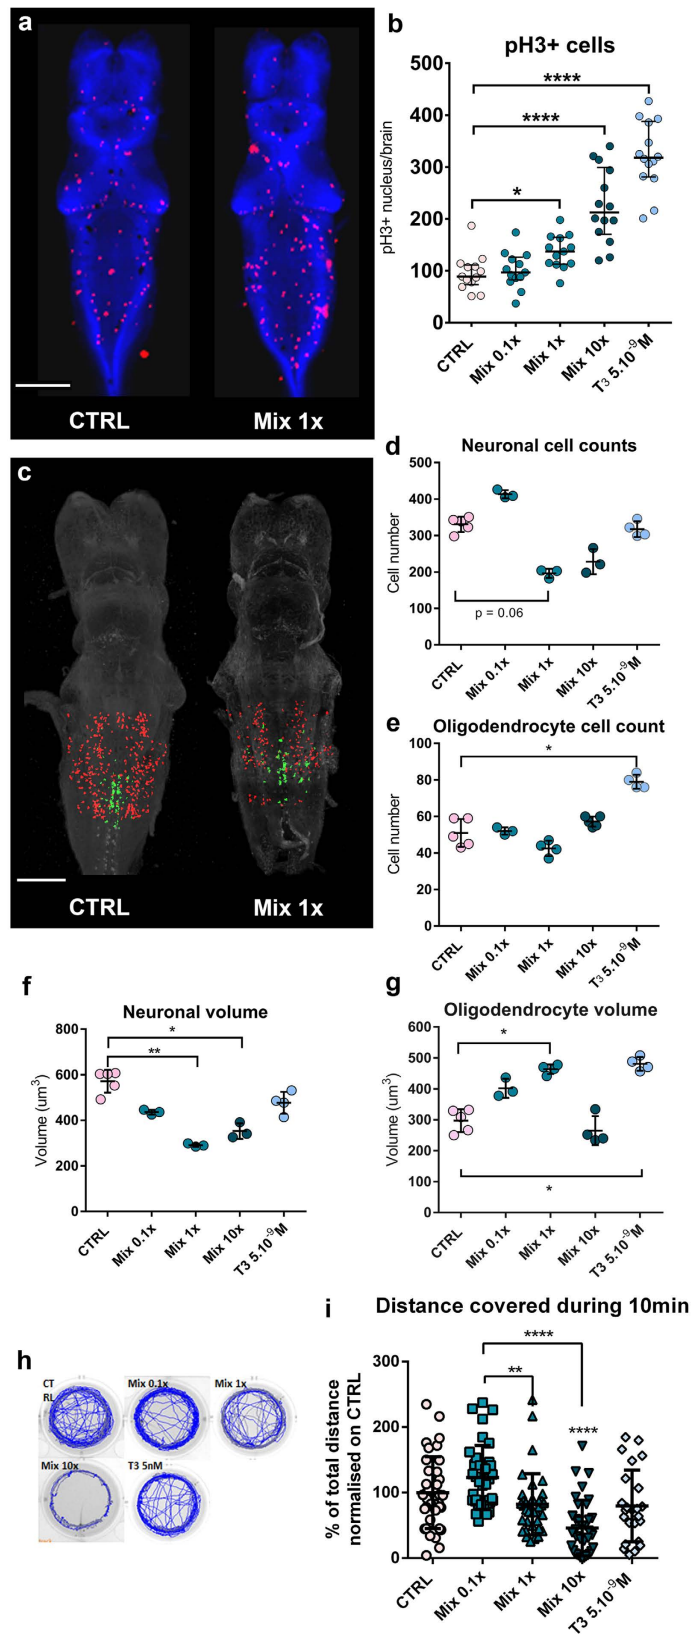 a
CTRL
Mix 1x
b
pH3+ cells
pH3+ nucleus/brain
500
400
300
200
100
0
****
****
*
CTRL
Mix 0.1x
Mix 1x
Mix 10x
T3 5.10-9M
c
CTRL
Mix 1x
d
Neuronal cell counts
Cell number
500
400
300
200
100
0
p = 0.06
CTRL
Mix 0.1x
Mix 1x
Mix 10x
T3 5.10-9M
e
Oligodendrocyte cell count
Cell number
100
80
60
40
20
0
*
CTRL
Mix 0.1x
Mix 1x
Mix 10x
T3 5.10-9M
f
Neuronal volume
Volume (um3)
800
600
400
200
0
*
**
CTRL
Mix 0.1x
Mix 1x
Mix 10x
T3 5.10-9M
g
Oligodendrocyte volume
Volume (um3)
600
500
400
300
200
100
0
*
*
CTRL
Mix 0.1x
Mix 1x
Mix 10x
T3 5.10-9M
h
CT
RL
Mix 0.1x
Mix 1x
Mix 10x
T3 5nM
i
Distance covered during 10min
% of total distance
normalised on CTRL
300
200
100
0
****
**
****
CTRL
Mix 0.1x
Mix 1x
Mix 10x
T3 5.10-9M